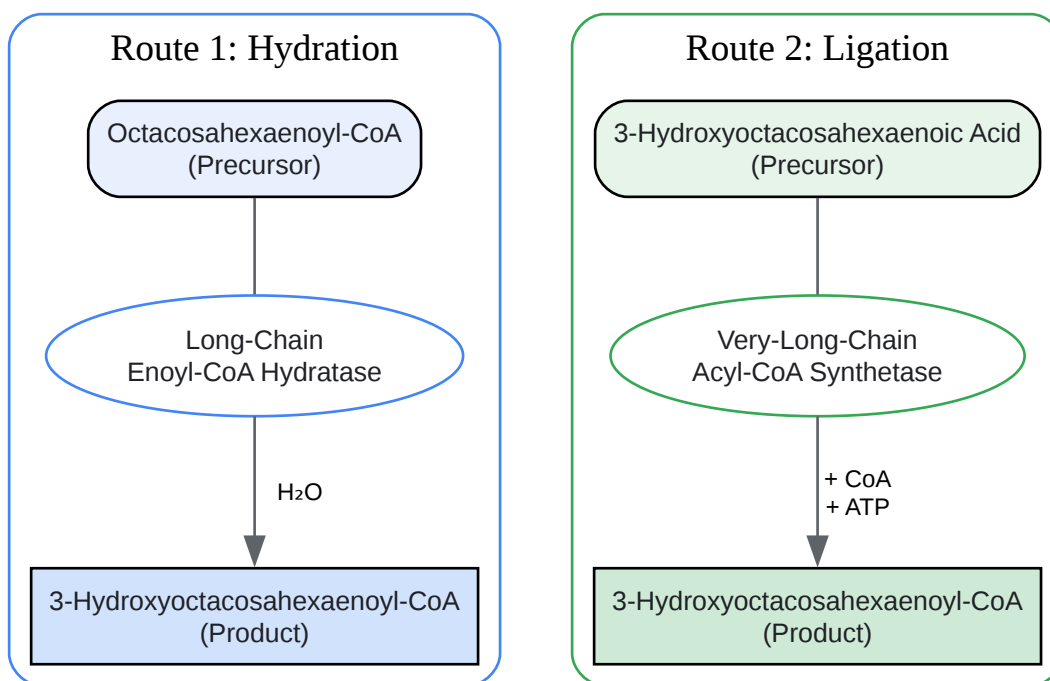 Route 1: Hydration
Octacosahexaenoyl-CoA
(Precursor)
Long-Chain
Enoyl-CoA Hydratase
H₂O
3-Hydroxyoctacosahexaenoyl-CoA
(Product)
Route 2: Ligation
3-Hydroxyoctacosahexaenoic Acid
(Precursor)
Very-Long-Chain
Acyl-CoA Synthetase
+ CoA
+ ATP
3-Hydroxyoctacosahexaenoyl-CoA
(Product)